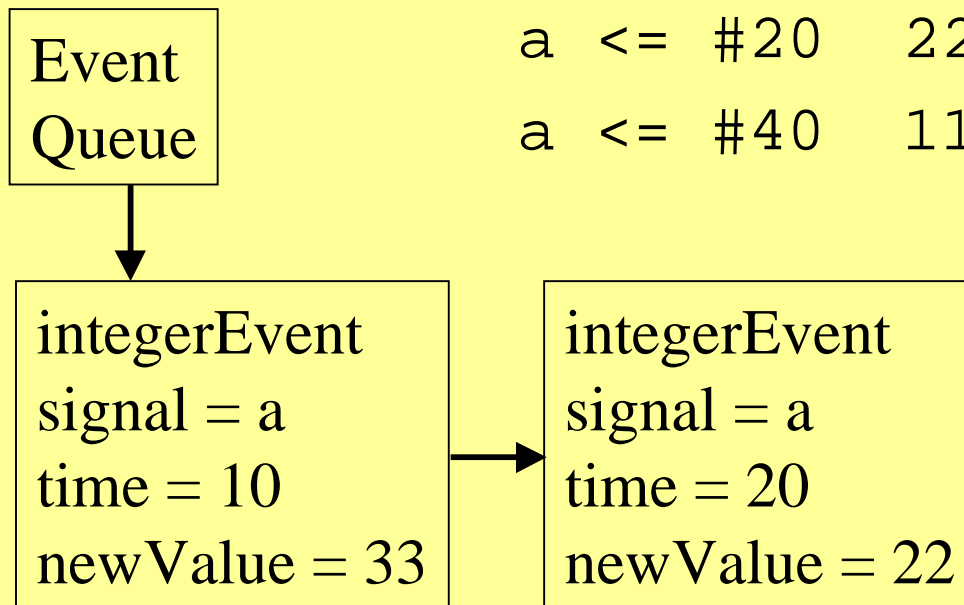 Event
Queue
a <= #20 22
a <= #40 11
integerEvent
signal = a
time = 10
newValue = 33
integerEvent
signal = a
time = 20
newValue = 22